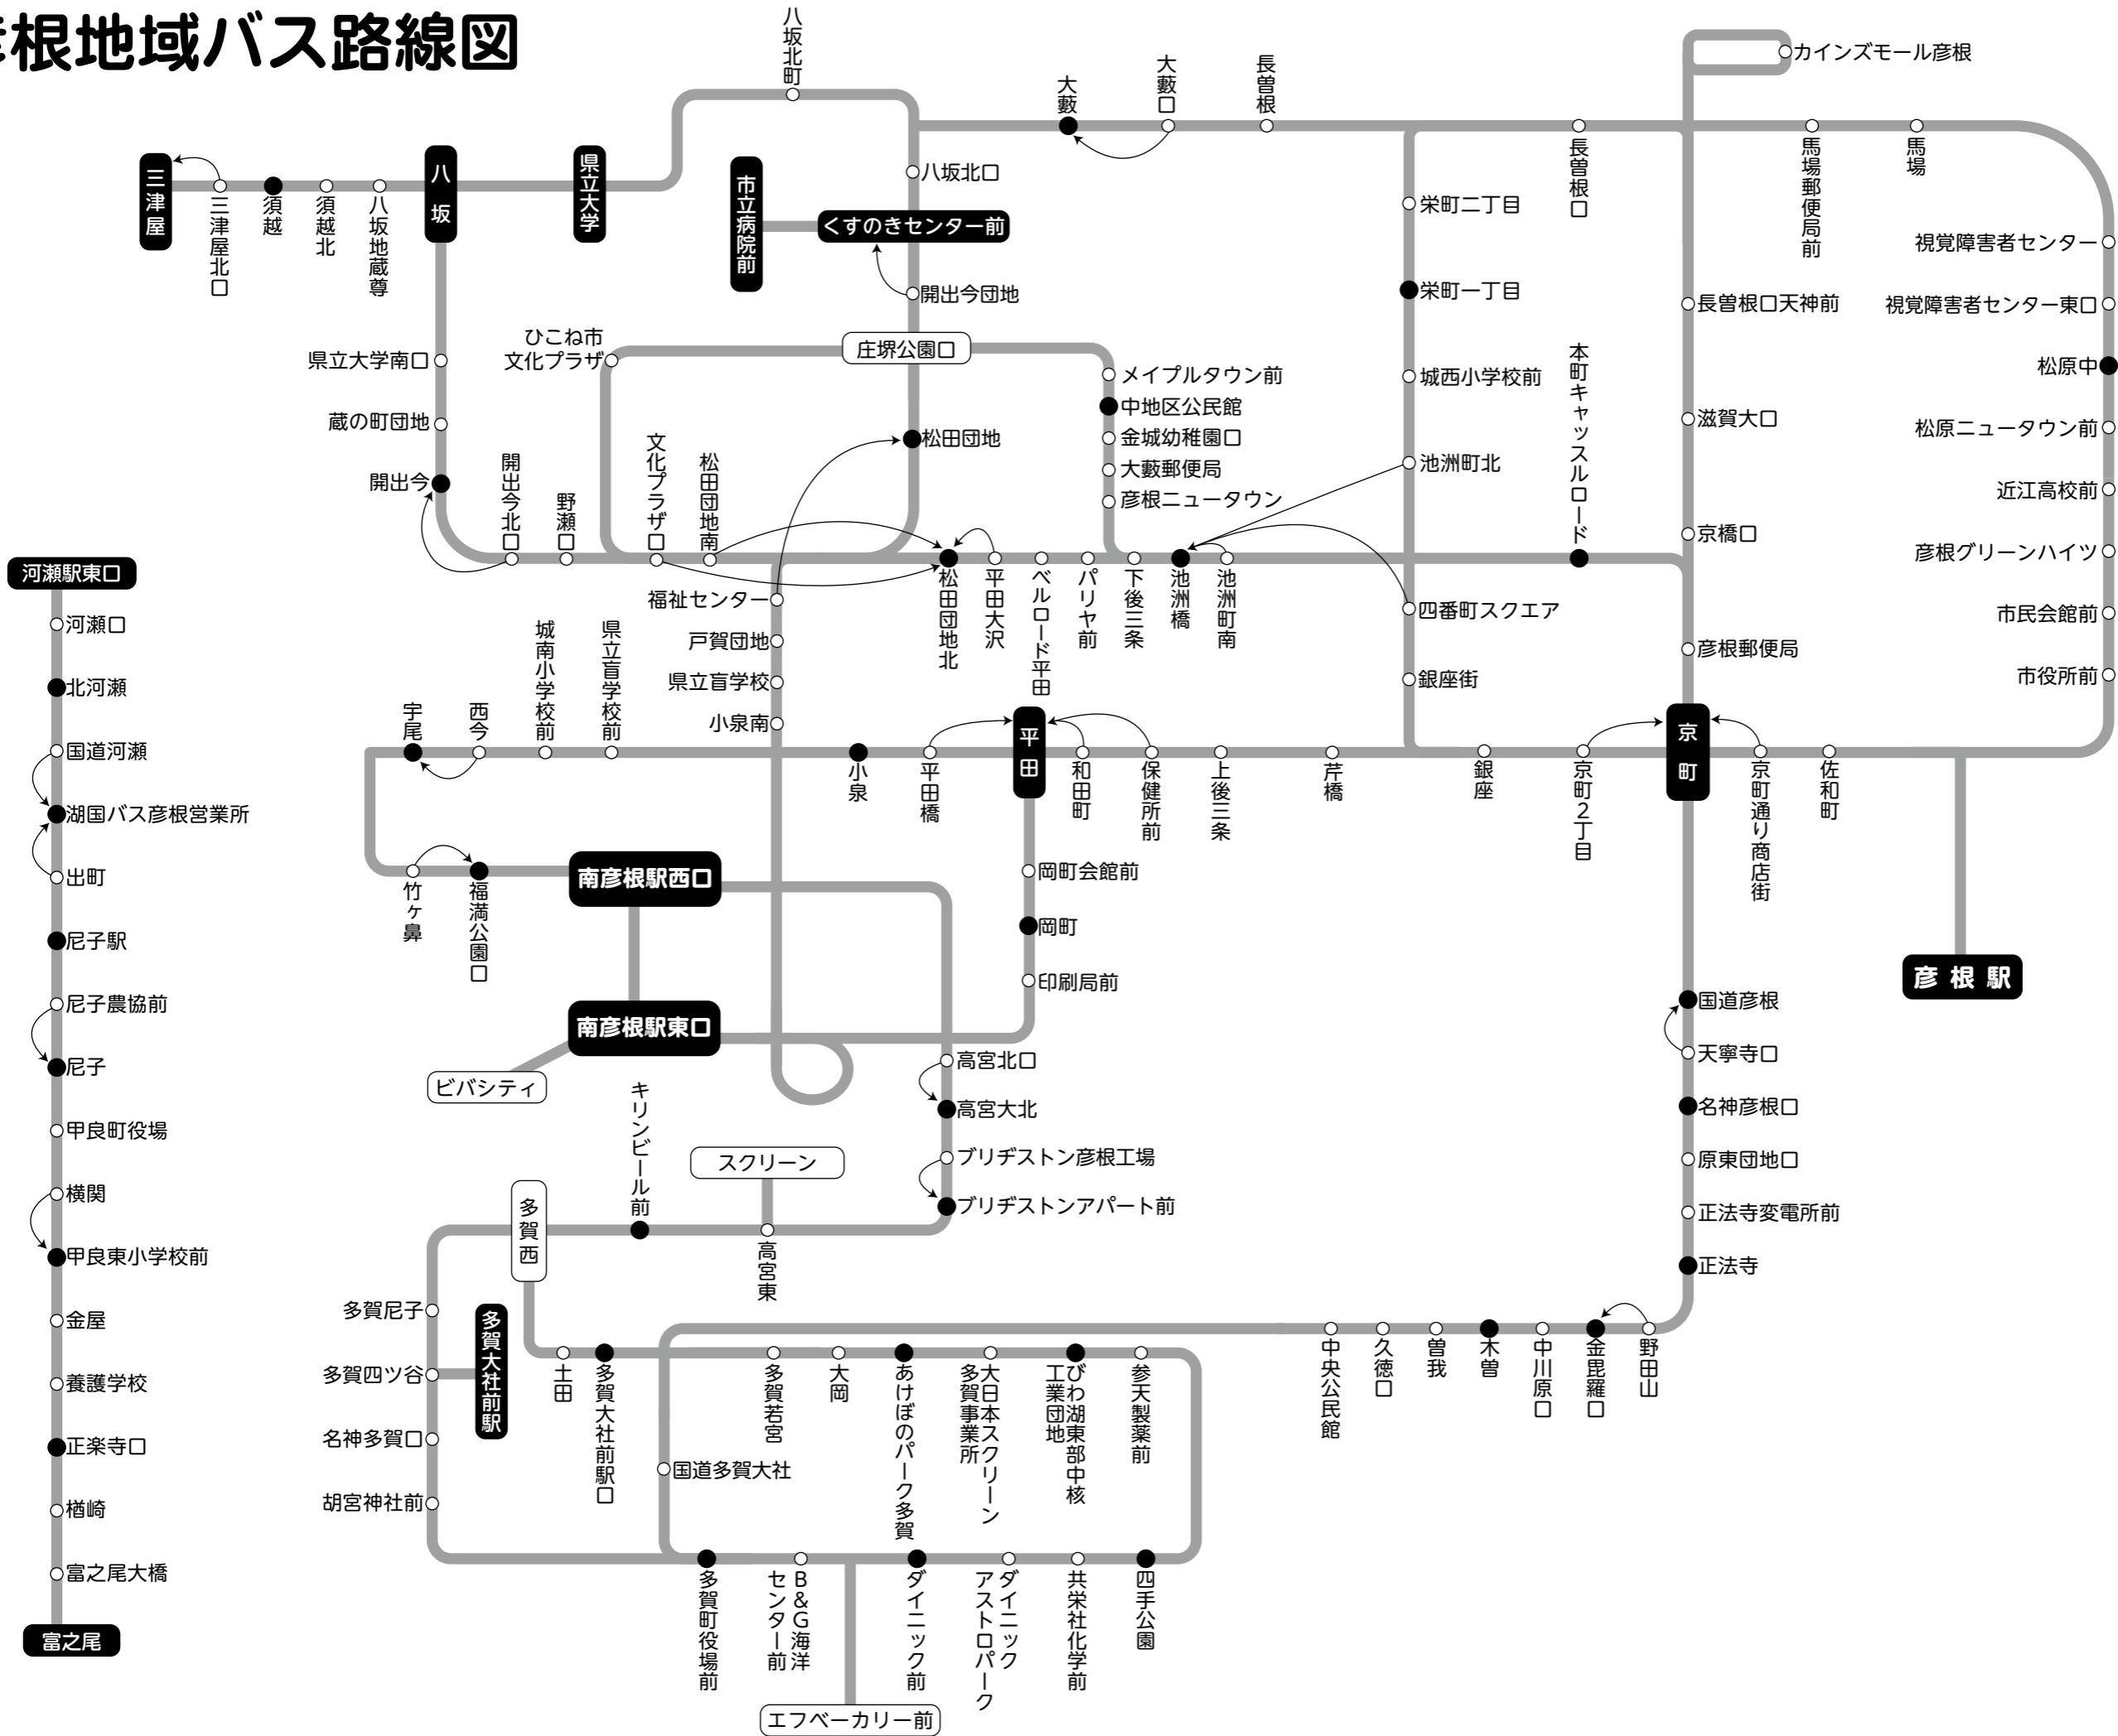 彦根地域バス路線図
八坂北町
大藪
大藪口
長曽根
カインズモール彦根
三津屋
三津屋北口
須越
須越北
八坂地蔵尊
八坂
県立大学
市立病院前
くすのきセンター前
八坂北口
開出今団地
庄堺公園口
松田団地
長曽根口
馬場郵便局前
馬場
栄町二丁目
栄町一丁目
城西小学校前
池洲町北
四番町スクエア
銀座街
本町キャッスルロード
長曽根口天神前
滋賀大口
京橋口
彦根郵便局
視覚障害者センター
視覚障害者センター東口
松原中
松原ニュータウン前
近江高校前
彦根グリーンハイツ
市民会館前
市役所前
県立大学南口
蔵の町団地
開出今
開出今北口
野瀬口
ひこね市
文化プラザ
文化プラザ口
松田団地南
メイプルタウン前
中地区公民館
金城幼稚園口
大藪郵便局
彦根ニュータウン
松田団地北
平田大沢
ベルロード平田
パリヤ前
下後三条
池洲橋
池洲町南
福祉センター
戸賀団地
県立盲学校
小泉南
宇尾
西今
城南小学校前
県立盲学校前
小泉
平田橋
平田
和田町
保健所前
上後三条
芹橋
銀座
京町2丁目
京町
京町通り商店街
佐和町
彦根駅
竹ヶ鼻
福満公園口
南彦根駅西口
南彦根駅東口
ビバシティ
岡町会館前
岡町
印刷局前
高宮北口
高宮大北
ブリヂストン彦根工場
ブリヂストンアパート前
スクリーン
高宮東
キリンビール前
多賀西
多賀尼子
多賀四ツ谷
名神多賀口
胡宮神社前
多賀大社前駅
土田
多賀大社前駅口
多賀若宮
大岡
あけぼのパーク多賀
大日本スクリーン
多賀事業所
びわ湖東部中核
工業団地
参天製薬前
国道多賀大社
多賀町役場前
B&G海洋
センター前
ダイニック前
ダイニック
アストロパーク
共栄社化学前
四手公園
エフベーカリー前
国道彦根
天寧寺口
名神彦根口
原東団地口
正法寺変電所前
正法寺
中央公民館
久徳口
曽我
木曽
中川原口
金毘羅口
野田山
河瀬駅東口
河瀬口
北河瀬
国道河瀬
湖国バス彦根営業所
出町
尼子駅
尼子農協前
尼子
甲良町役場
横関
甲良東小学校前
金屋
養護学校
正楽寺口
楢崎
富之尾大橋
富之尾